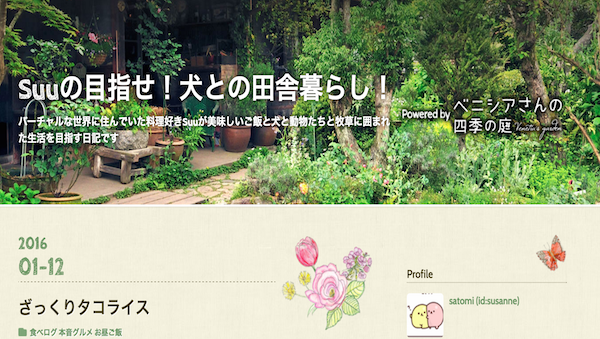 Suuの目指せ！犬との田舎暮らし！
バーチャルな世界に住んでいた料理好きSuuが美味しいご飯と犬と動物たちと牧草に囲まれ
た生活を目指す日記です
Powered by ベニシアさんの
四季の庭 Venetia's garden
2016
01-12
ざっくりタコライス
食べログ 本音グルメ お昼ご飯
Profile
satomi (id:susanne)